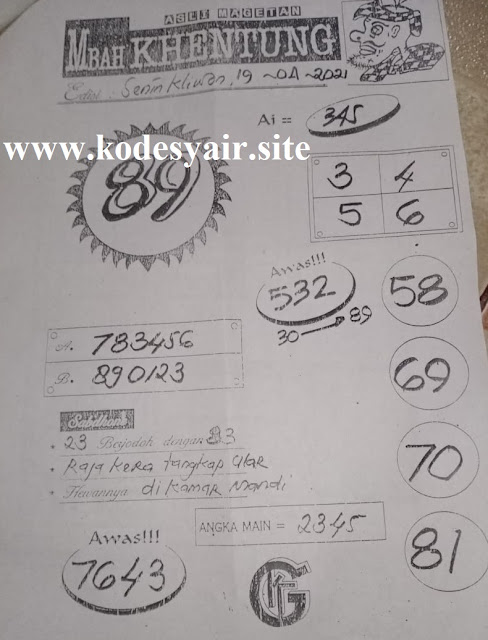 ASLI MAGETAN
MBAH KHENTUNG
Edisi : Senin Kliwon, 19 - 04 - 2021
Ai = 345
www.kodesyair.site
89
3 4
5 6
Awas!!!
532
30 → 89
58
A. 783456
B. 890123
69
23 Berjodoh dengan 83
Raja kera tangkap ular
Hewannya di kamar mandi
70
ANGKA MAIN = 2345
Awas!!!
7643
81